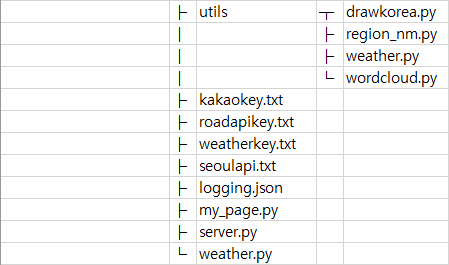 ├ utils ┬ drawkorea.py
│ ├ region_nm.py
│ ├ weather.py
│ └ wordcloud.py
├ kakaokey.txt
├ roadapikey.txt
├ weatherkey.txt
├ seoulapi.txt
├ logging.json
├ my_page.py
├ server.py
└ weather.py